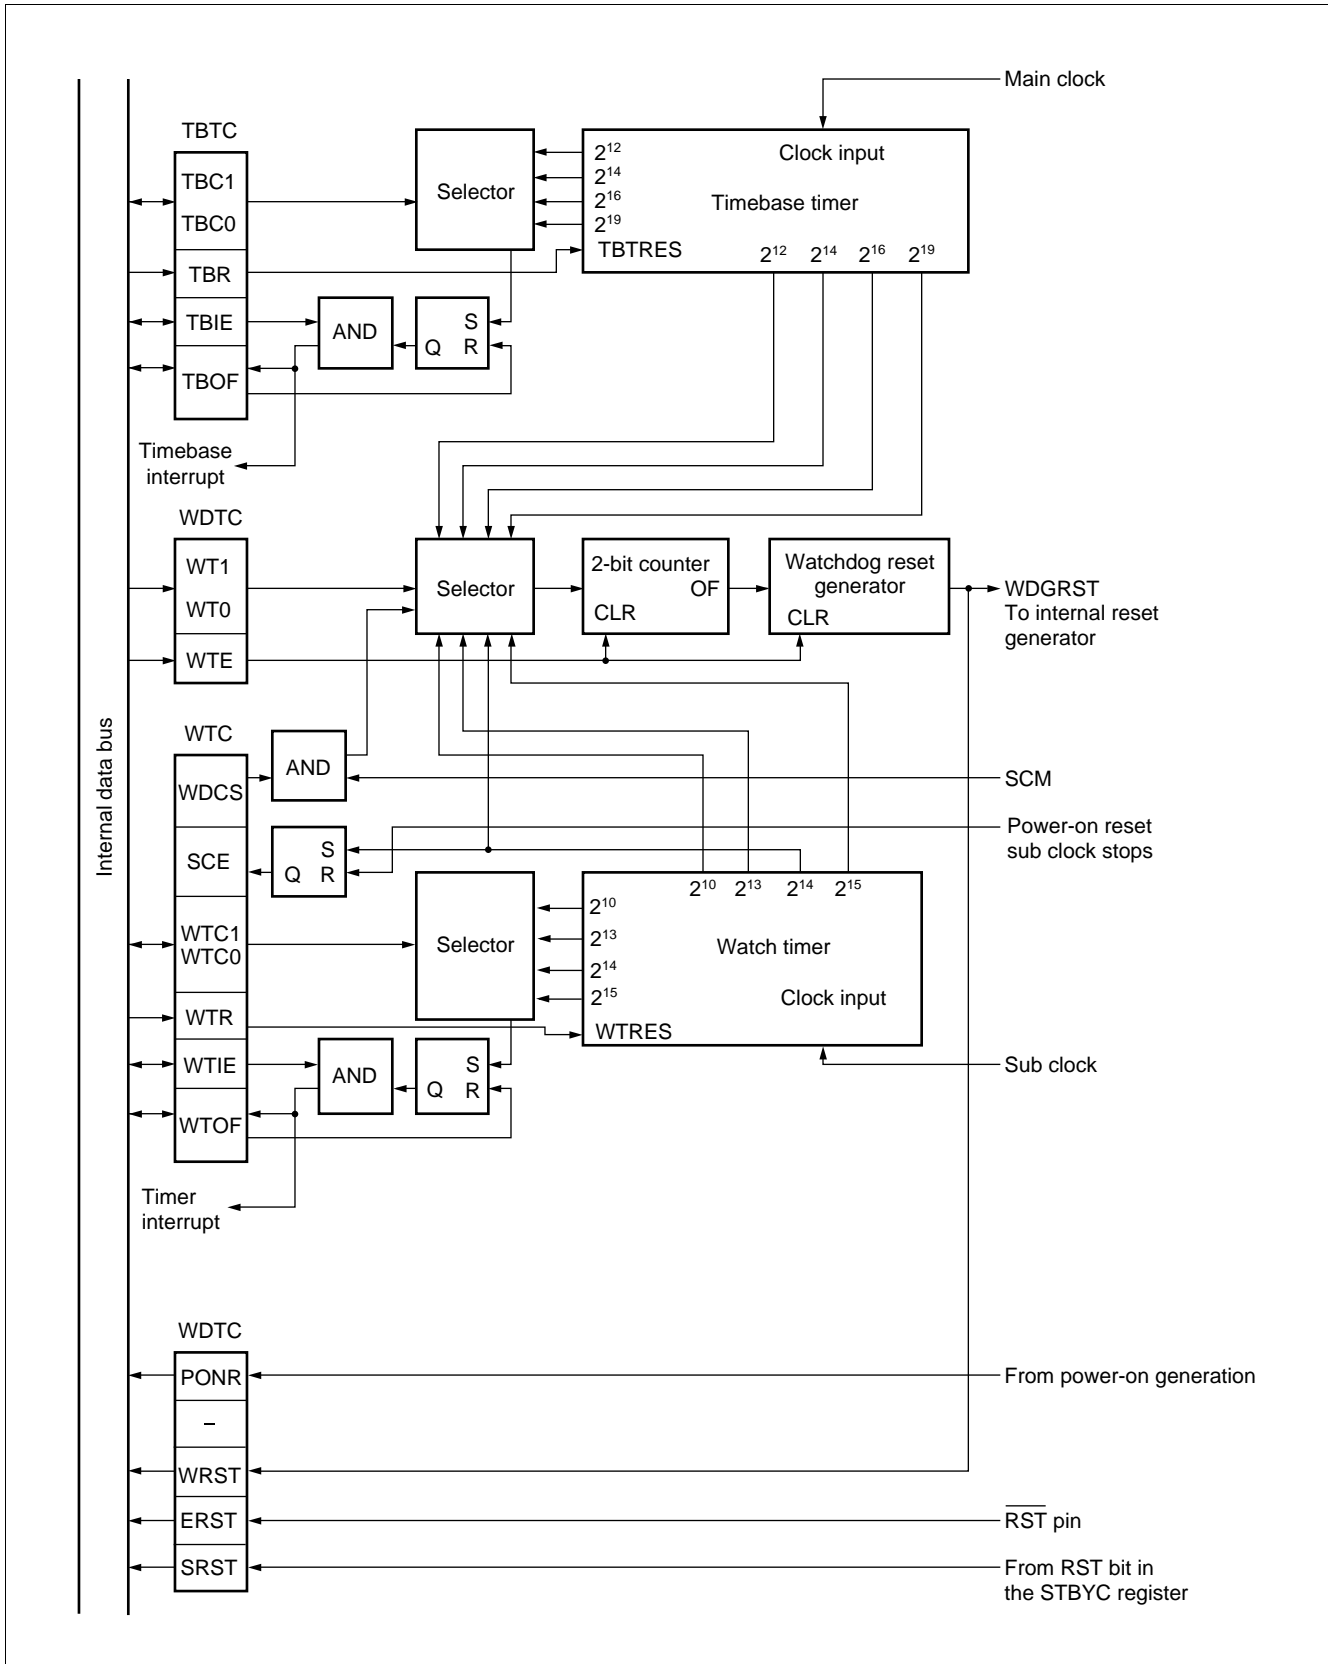 Main clock
TBTC
TBC1
TBC0
TBR
TBIE
TBOF
Selector
2¹²
2¹⁴
2¹⁶
2¹⁹
Clock input
Timebase timer
TBTRES
2¹² 2¹⁴ 2¹⁶ 2¹⁹
AND
S
Q R
Timebase
interrupt
WDTC
WT1
WT0
WTE
Selector
2-bit counter
OF
CLR
Watchdog reset
generator
CLR
WDGRST
To internal reset
generator
Internal data bus
WTC
WDCS
SCE
WTC1
WTC0
WTR
WTIE
WTOF
AND
SCM
S
Q R
Power-on reset
sub clock stops
Selector
2¹⁰ 2¹³ 2¹⁴ 2¹⁵
2¹⁰
2¹³
2¹⁴
2¹⁵
Watch timer
Clock input
WTRES
AND
S
Q R
Sub clock
Timer
interrupt
WDTC
PONR
–
WRST
ERST
SRST
From power-on generation
R̅S̅T̅ pin
From RST bit in
the STBYC register